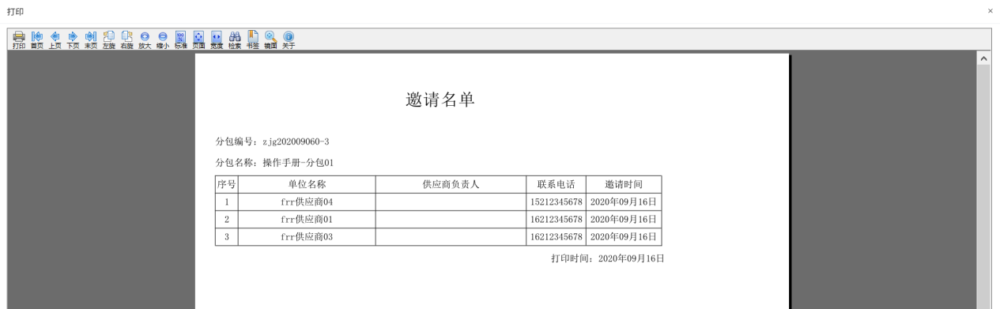 打印 ×
打印 首页 上页 下页 末页 左旋 右旋 放大 缩小 标准 页面 宽度 检索 书签 镜面 关于
邀请名单
分包编号：zjg202009060-3
分包名称：操作手册-分包01
序号 单位名称 供应商负责人 联系电话 邀请时间
1 frr供应商04 15212345678 2020年09月16日
2 frr供应商01 16212345678 2020年09月16日
3 frr供应商03 16212345678 2020年09月16日
打印时间：2020年09月16日